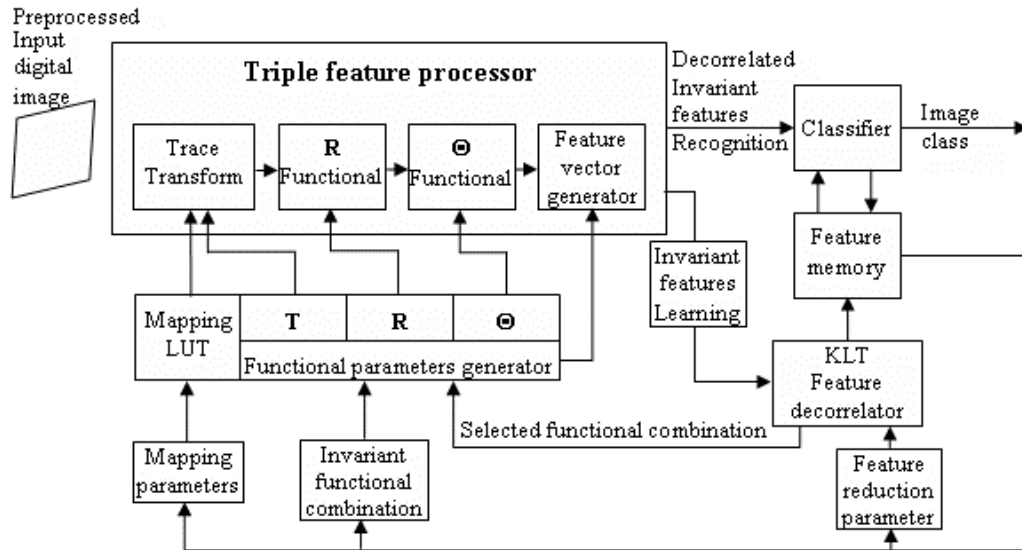 Preprocessed
Input
digital
image
Triple feature processor
Trace
Transform
R
Functional
Θ
Functional
Feature
vector
generator
Decorrelated
Invariant
features
Recognition
Classifier
Image
class
Invariant
features
Learning
Feature
memory
Mapping
LUT
T
R
Θ
Functional parameters generator
KLT
Feature
decorrelator
Selected functional combination
Mapping
parameters
Invariant
functional
combination
Feature
reduction
parameter